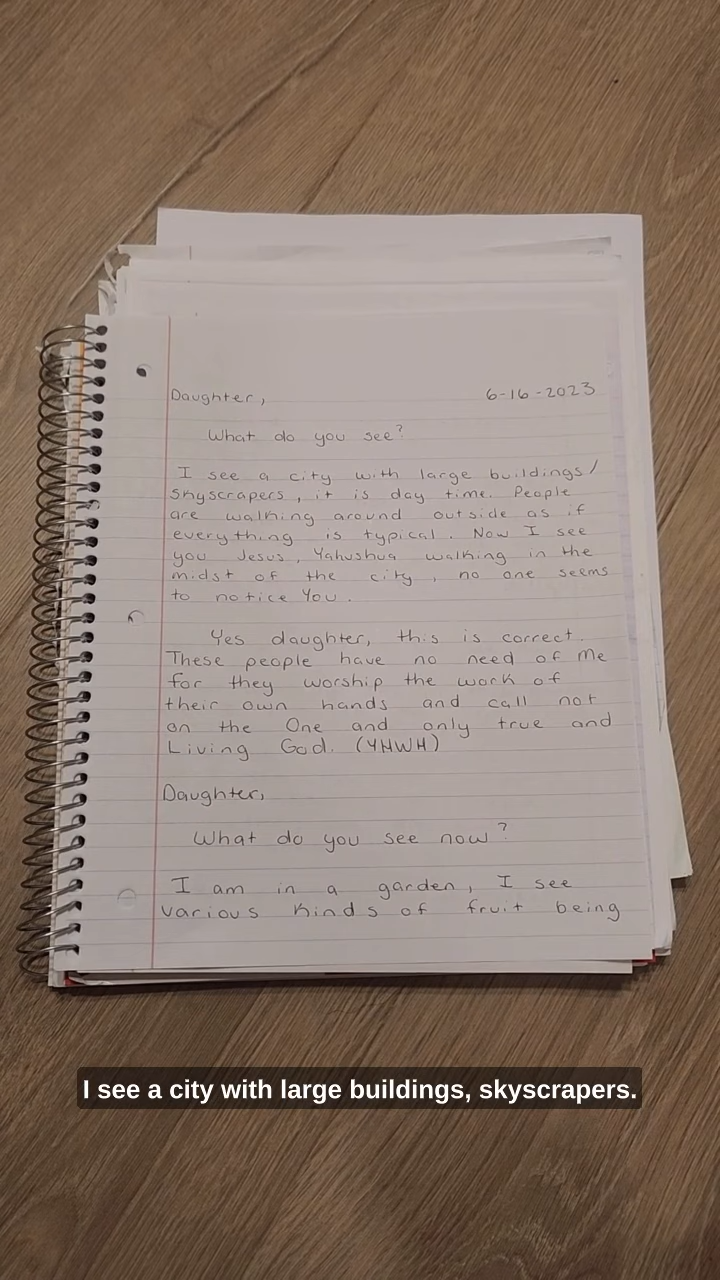 Daughter, 6-16-2023
What do you see?
I see a city with large buildings/
skyscrapers, it is day time. People
are walking around outside as if
everything is typical. Now I see
you Jesus, Yahushua walking in the
midst of the city, no one seems
to notice You.
Yes daughter, this is correct.
These people have no need of Me
for they worship the work of
their own hands and call not
on the One and only true and
Living God. (YHWH)
Daughter,
What do you see now?
I am in a garden, I see
various kinds of fruit being
I see a city with large buildings, skyscrapers.